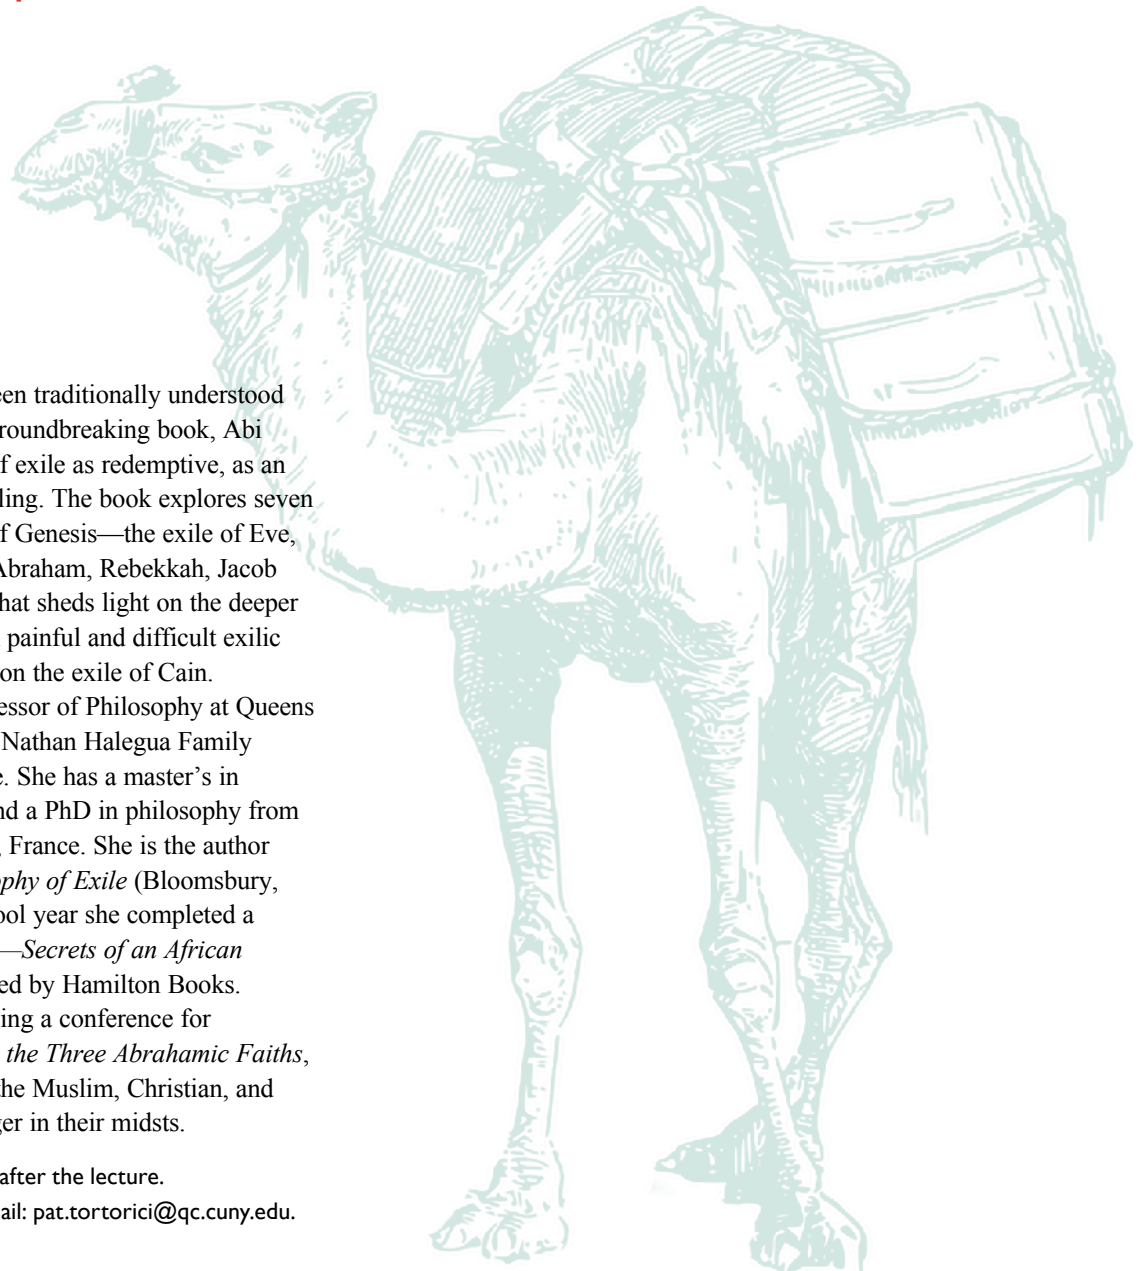 een traditionally understood
roundbreaking book, Abi
f exile as redemptive, as an
ling. The book explores seven
f Genesis—the exile of Eve,
Abraham, Rebekkah, Jacob
hat sheds light on the deeper
painful and difficult exilic
on the exile of Cain.
essor of Philosophy at Queens
Nathan Halegua Family
e. She has a master’s in
nd a PhD in philosophy from
, France. She is the author
ophy of Exile (Bloomsbury,
ool year she completed a
—Secrets of an African
ed by Hamilton Books.
ing a conference for
the Three Abrahamic Faiths,
the Muslim, Christian, and
ger in their midsts.
after the lecture.
ail: pat.tortorici@qc.cuny.edu.